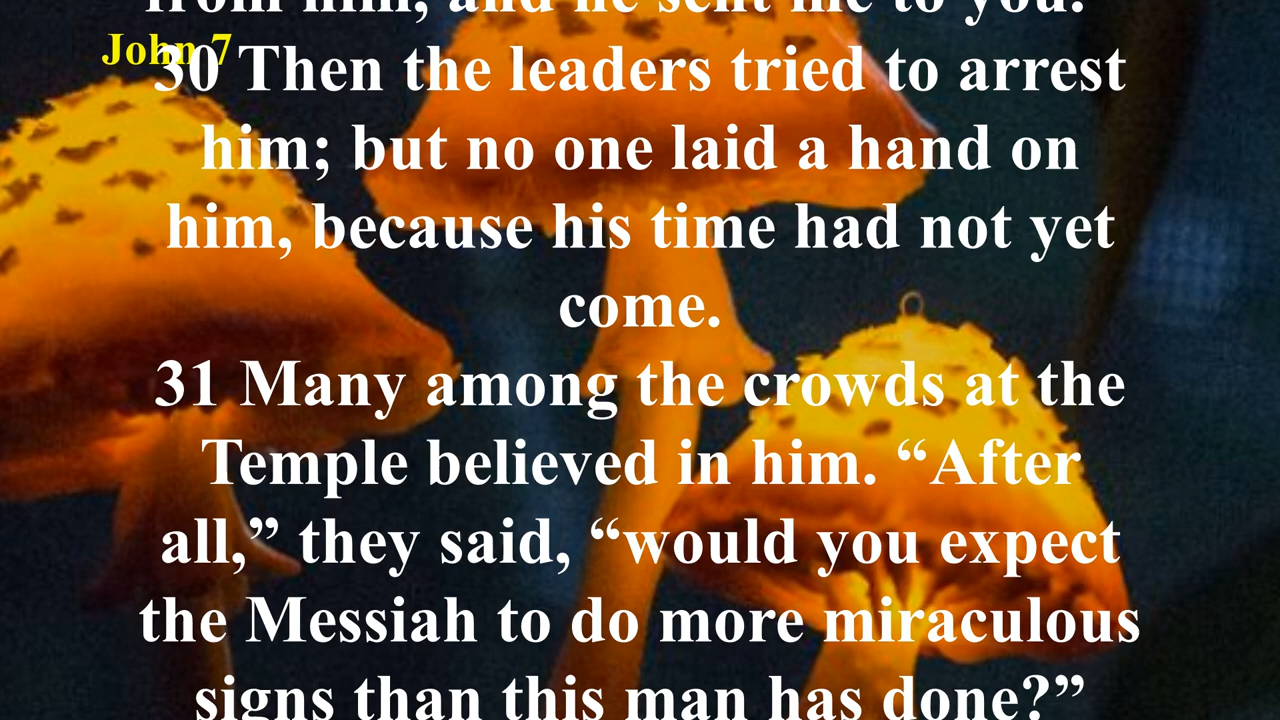 from him, and he sent me to you.
John 7
30 Then the leaders tried to arrest
him; but no one laid a hand on
him, because his time had not yet
come.
31 Many among the crowds at the
Temple believed in him. “After
all,” they said, “would you expect
the Messiah to do more miraculous
signs than this man has done?”